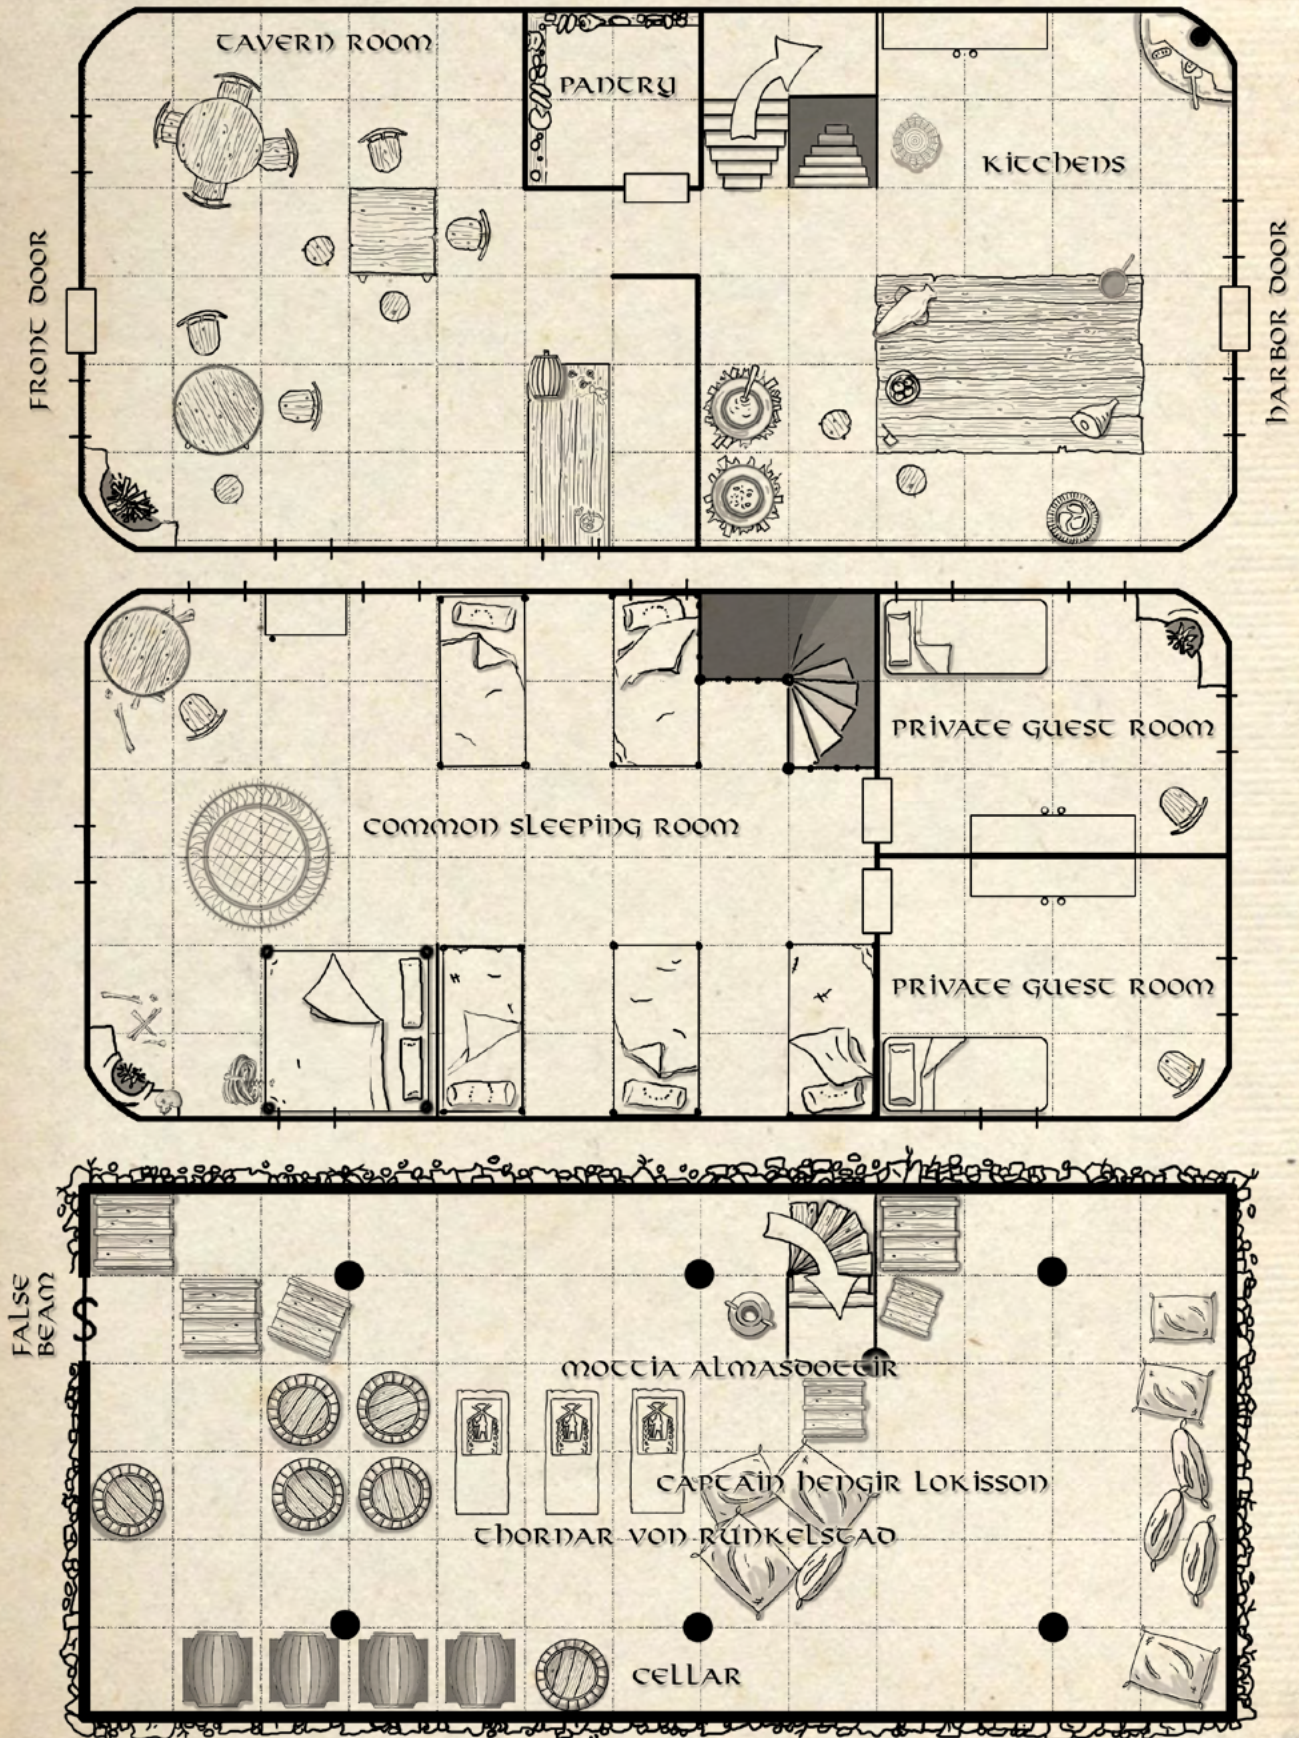 TAVERN ROOM
PANTRY
KITCHENS
FRONT DOOR
HARBOR DOOR
PRIVATE GUEST ROOM
COMMON SLEEPING ROOM
PRIVATE GUEST ROOM
FALSE
BEAM
S
MOTTIA ALMASDOTTIR
CAPTAIN HENGIR LOKISSON
THORNAR VON RUNKELSTAD
CELLAR